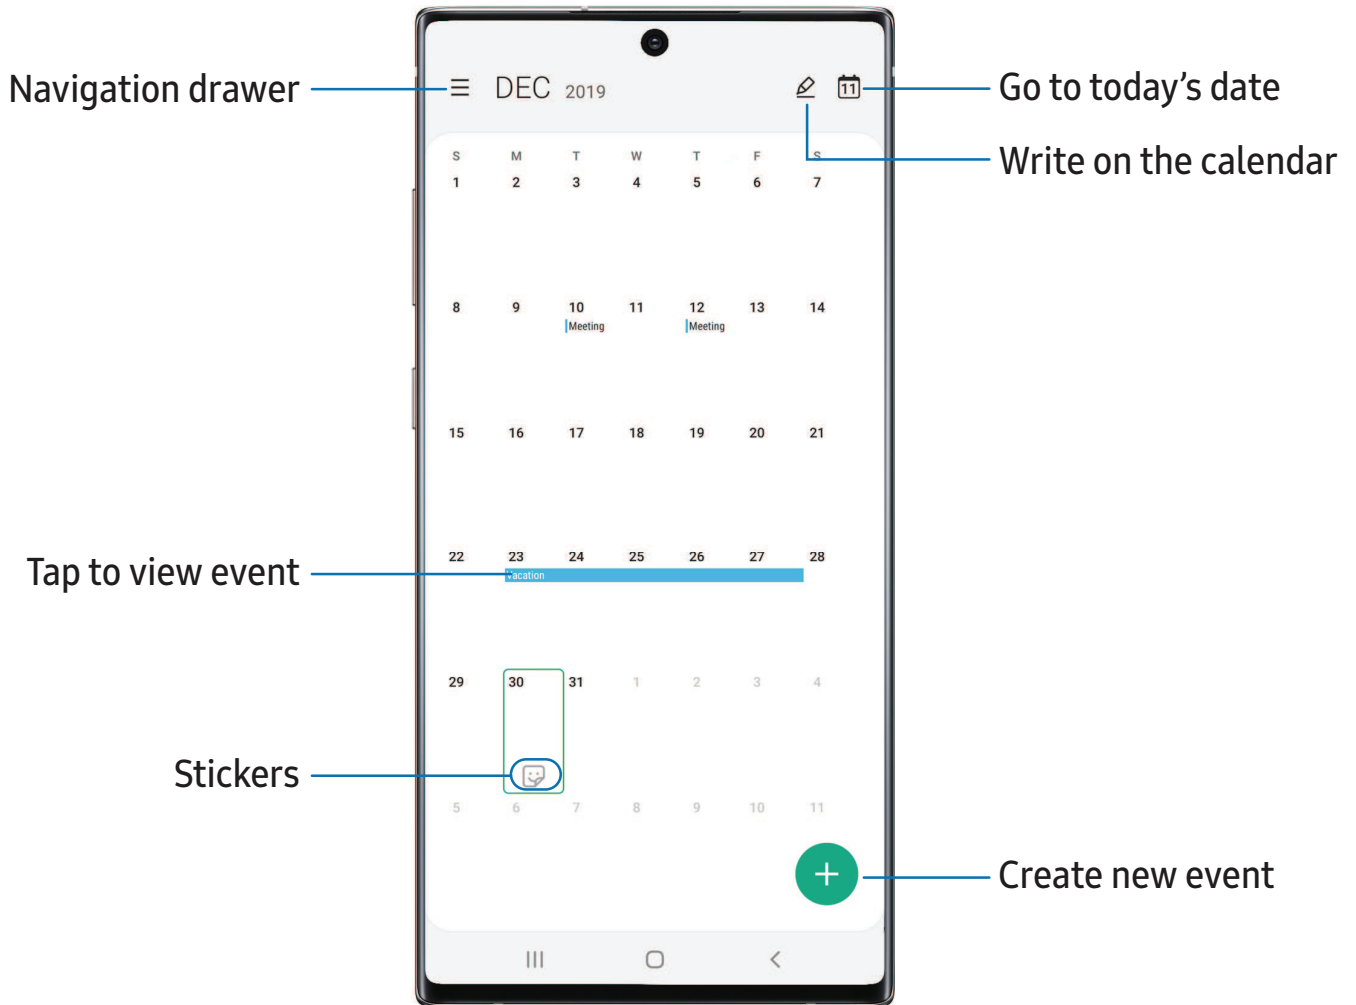 Navigation drawer
DEC 2019
11
Go to today’s date
Write on the calendar
S M T W T F S
1 2 3 4 5 6 7
8 9 10 11 12 13 14
Meeting Meeting
15 16 17 18 19 20 21
22 23 24 25 26 27 28
Tap to view event
Vacation
29 30 31 1 2 3 4
Stickers
5 6 7 8 9 10 11
Create new event